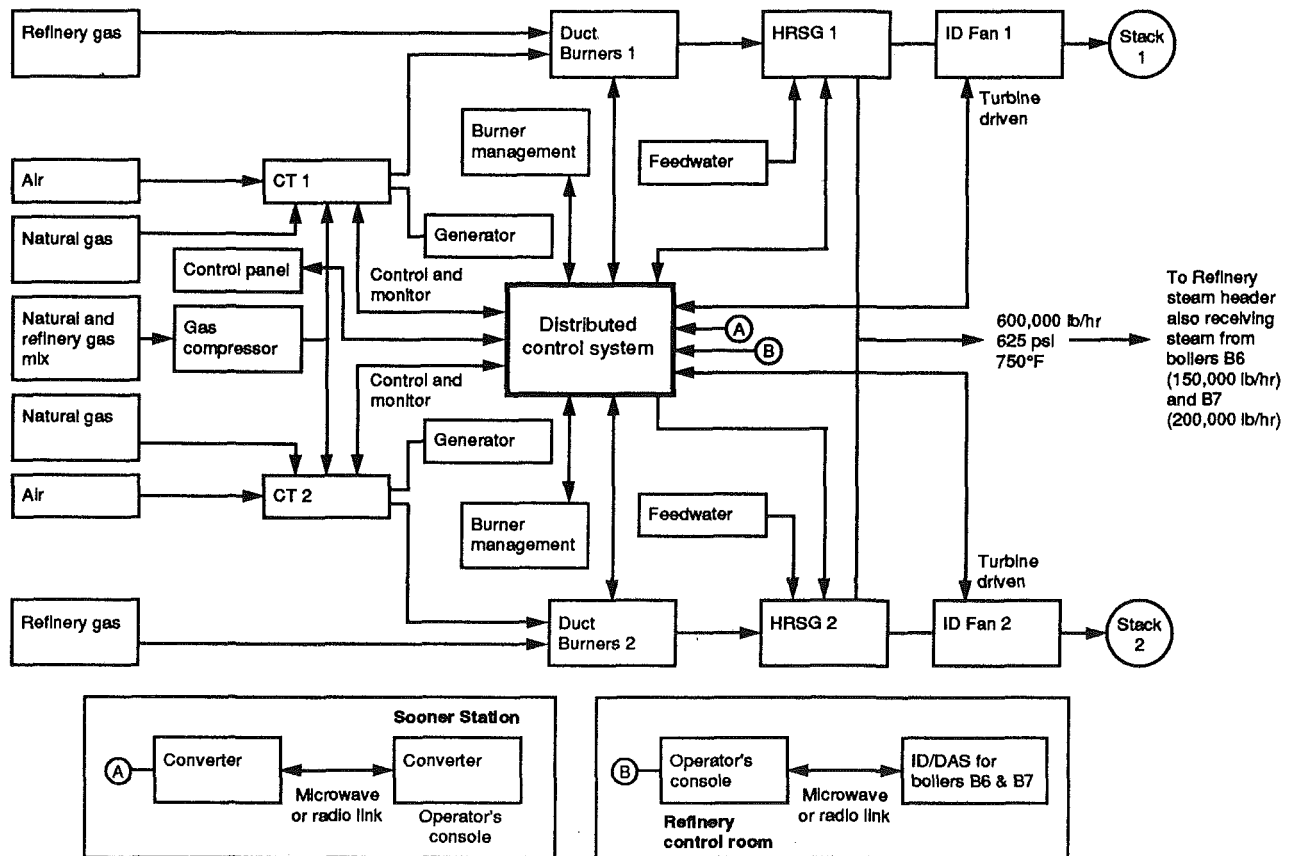 Refinery gas
Duct
Burners 1
HRSG 1
ID Fan 1
Stack
1
Turbine
driven
Burner
management
Feedwater
Air
CT 1
Natural gas
Generator
Control panel
Control and
monitor
Natural and
refinery gas
mix
Gas
compressor
Distributed
control system
A
B
600,000 lb/hr
625 psi
750°F
To Refinery
steam header
also receiving
steam from
boilers B6
(150,000 lb/hr)
and B7
(200,000 lb/hr)
Control and
monitor
Natural gas
Generator
Air
CT 2
Burner
management
Feedwater
Turbine
driven
Refinery gas
Duct
Burners 2
HRSG 2
ID Fan 2
Stack
2
Sooner Station
A
Converter
Converter
Microwave
or radio link
Operator's
console
B
Operator's
console
ID/DAS for
boilers B6 & B7
Microwave
or radio link
Refinery
control room